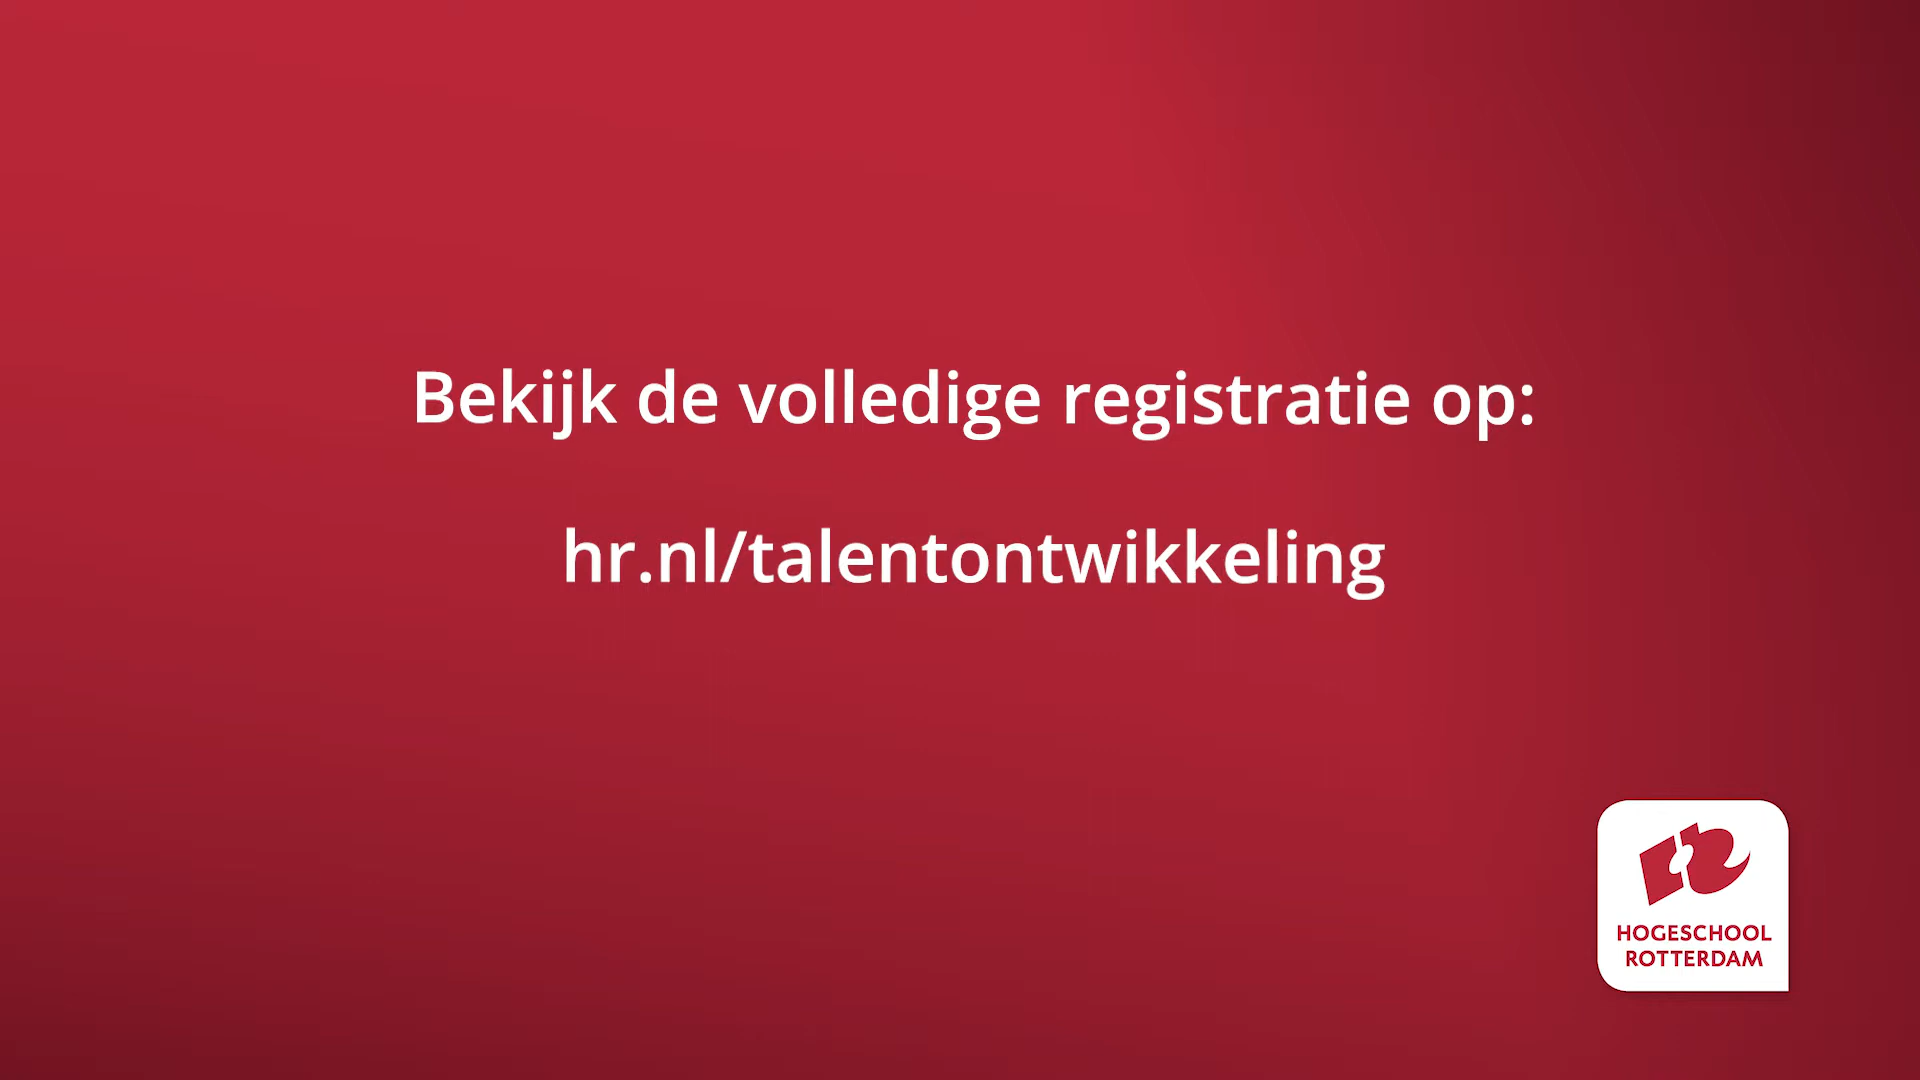 Bekijk de volledige registratie op:
hr.nl/talentontwikkeling
HOGESCHOOL
ROTTERDAM